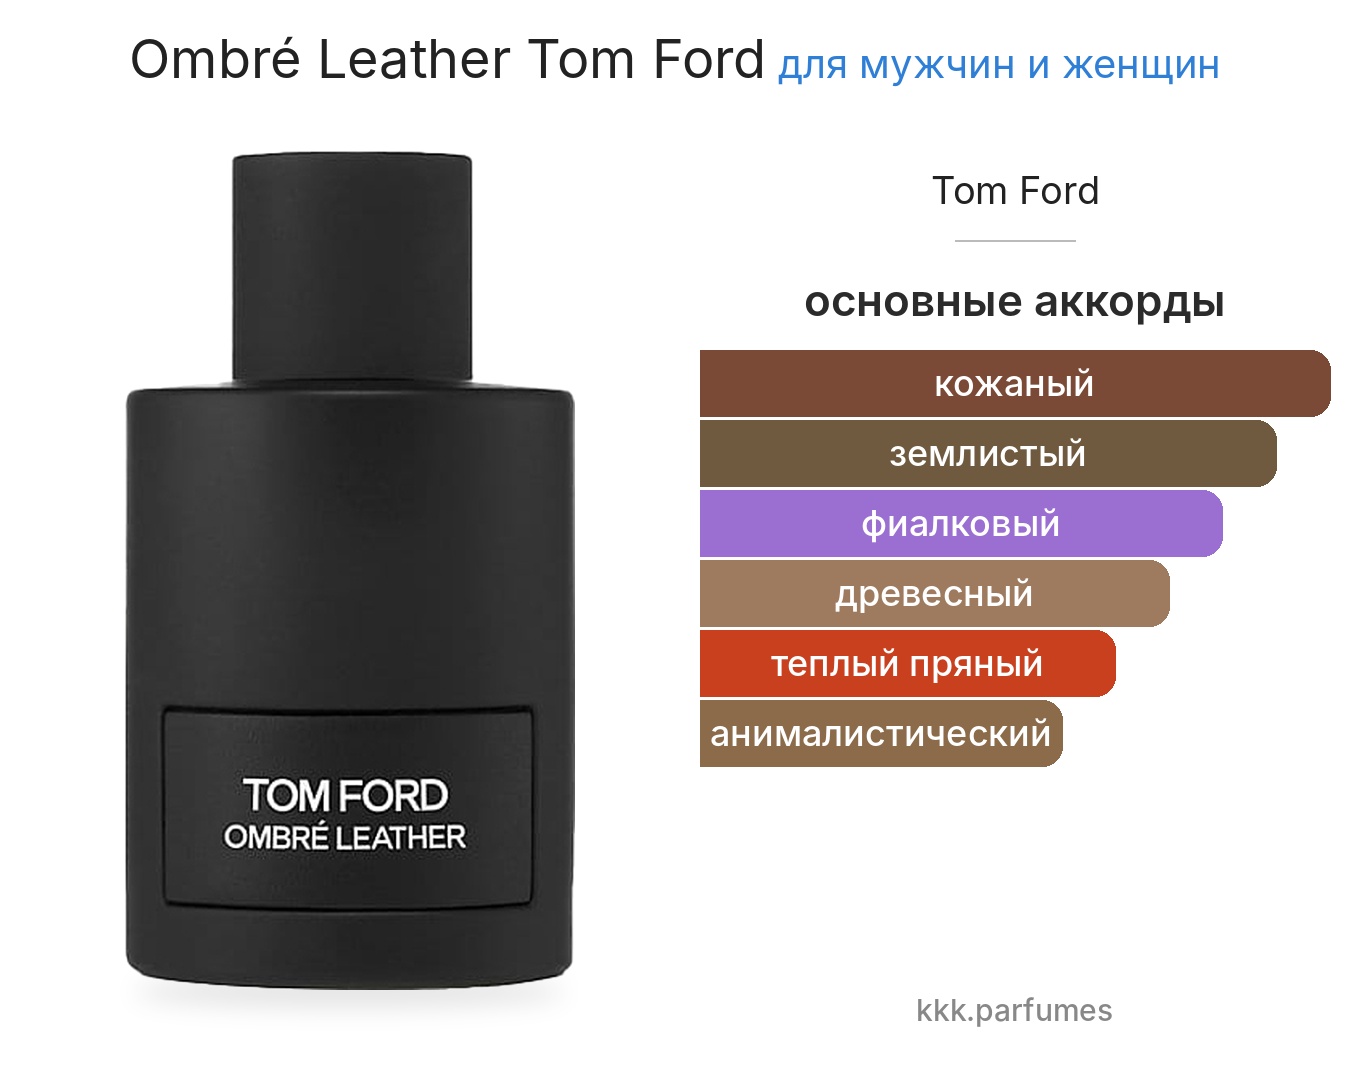 Ombré Leather Tom Ford для мужчин и женщин
Tom Ford
основные аккорды
кожаный
землистый
фиалковый
древесный
теплый пряный
анималистический
TOM FORD
OMBRÉ LEATHER
kkk.parfumes